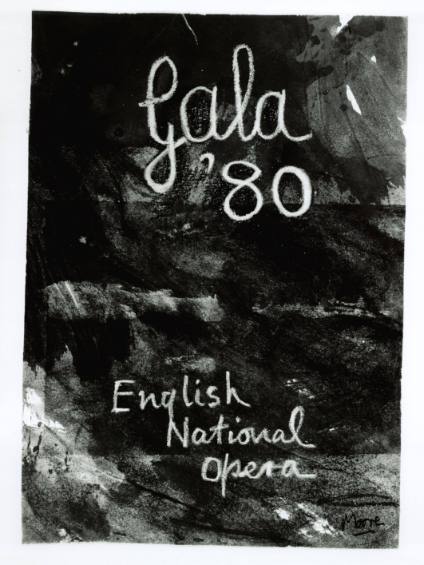 Gala
'80
English
National
Opera
Moore